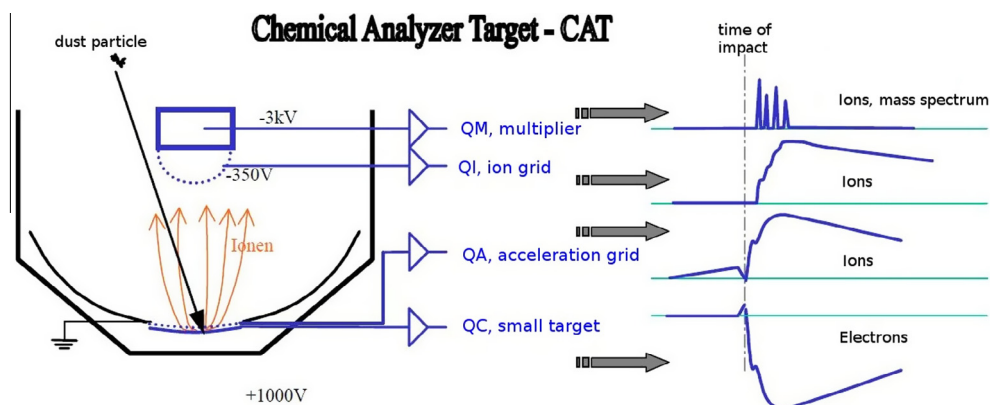 Chemical Analyzer Target - CAT
dust particle
time of
impact
-3kV
QM, multiplier
Ions, mass spectrum
-350V
QI, ion grid
Ions
Ionen
QA, acceleration grid
Ions
QC, small target
Electrons
+1000V